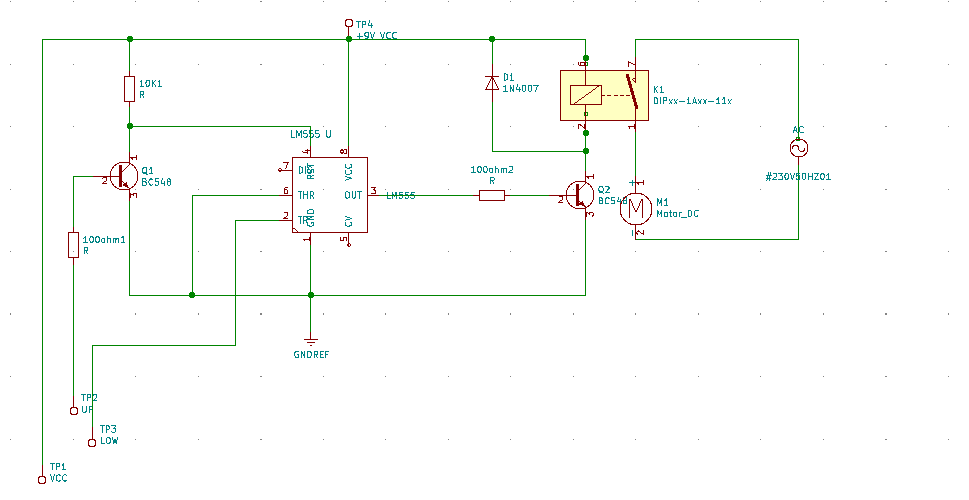 TP4
+9V VCC
10K1
R
D1
1N4007
6
7
K1
DIPxx-1Axx-11x
2
1
AC
#230V50HZ01
LM555 U
4
8
7
DIS
RST
VCC
6
THR
OUT
3
LM555
2
TR
GND
CV
1
5
Q1
BC548
1
2
3
100ohm2
R
Q2
BC548
1
2
3
+
1
M
M1
Motor_DC
-
2
100ohm1
R
GNDREF
TP2
UP
TP3
LOW
TP1
VCC